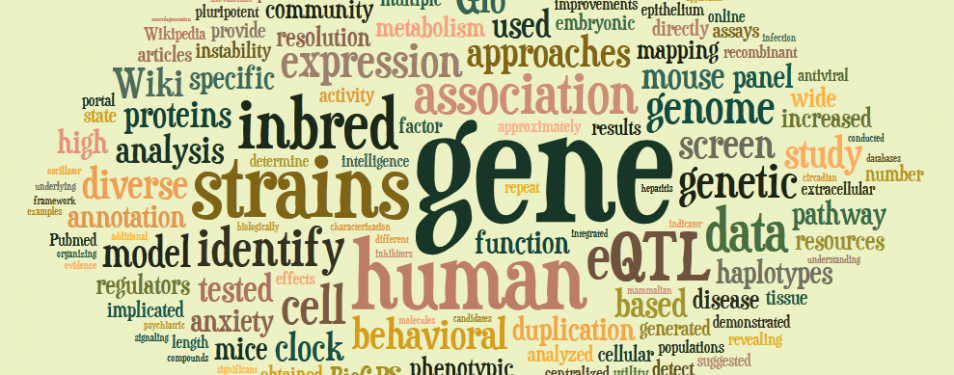 multiple Glo improvements
pluripotent community used epithelium online
Wikipedia provide metabolism embryonic directly assays
articles instability resolution approaches mapping recombinant infection
Wiki specific expression association mouse panel antiviral
portal activity genome wide
state proteins inbred factor approximately results increased
high analysis gene screen study conducted databases
determine intelligence circadian number
oscillator diverse strains repeat hepatitis genetic extracellular
underlying
framework
examples annotation biologically characterization indicator data pathway
Pubmed additional model identify different function integrated eQTL resources
organizing inhibitors understanding
evidence human haplotypes
regulators tested effects cell mammalian based disease tissue
implicated anxiety molecules candidates
psychiatric behavioral duplication generated demonstrated
signaling length mice clock revealing
compounds analyzed cellular populations suggested
significant obtained BioGPS phenotypic centralized utility detect